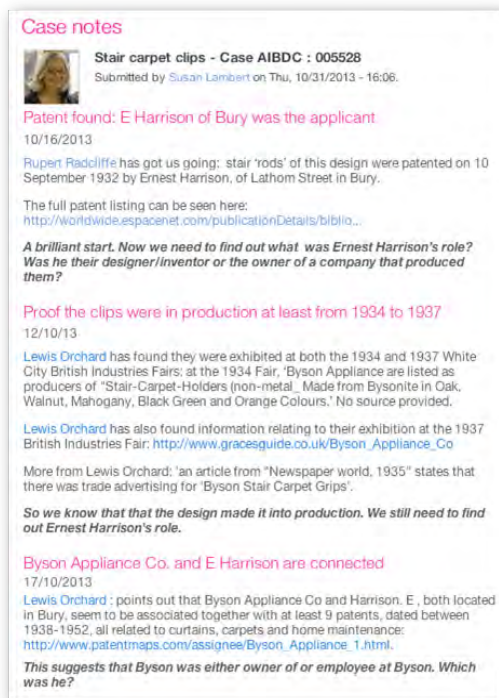 Case notes
Stair carpet clips - Case AIBDC : 005528
Submitted by Susan Lambert on Thu, 10/31/2013 - 16:06.
Patent found: E Harrison of Bury was the applicant
10/16/2013
Rupert Radcliffe has got us going: stair ‘rods’ of this design were patented on 10
September 1932 by Ernest Harrison, of Lathom Street in Bury.
The full patent listing can be seen here:
http://worldwide.espacenet.com/publicationDetails/biblio...
A brilliant start. Now we need to find out what was Ernest Harrison's role?
Was he their designer/inventor or the owner of a company that produced
them?
Proof the clips were in production at least from 1934 to 1937
12/10/13
Lewis Orchard has found they were exhibited at both the 1934 and 1937 White
City British Industries Fairs: at the 1934 Fair, ‘Byson Appliance are listed as
producers of “Stair-Carpet-Holders (non-metal_ Made from Bysonite in Oak,
Walnut, Mahogany, Black Green and Orange Colours.’ No source provided.
Lewis Orchard has also found information relating to their exhibition at the 1937
British Industries Fair: http://www.gracesguide.co.uk/Byson_Appliance_Co
More from Lewis Orchard: ‘an article from “Newspaper world, 1935” states that
there was trade advertising for ‘Byson Stair Carpet Grips’.
So we know that that the design made it into production. We still need to find
out Ernest Harrison's role.
Byson Appliance Co. and E Harrison are connected
17/10/2013
Lewis Orchard : points out that Byson Appliance Co and Harrison. E , both located
in Bury, seem to be associated together with at least 9 patents, dated between
1938-1952, all related to curtains, carpets and home maintenance:
http://www.patentmaps.com/assignee/Byson_Appliance_1.html.
This suggests that Byson was either owner of or employee at Byson. Which
was he?